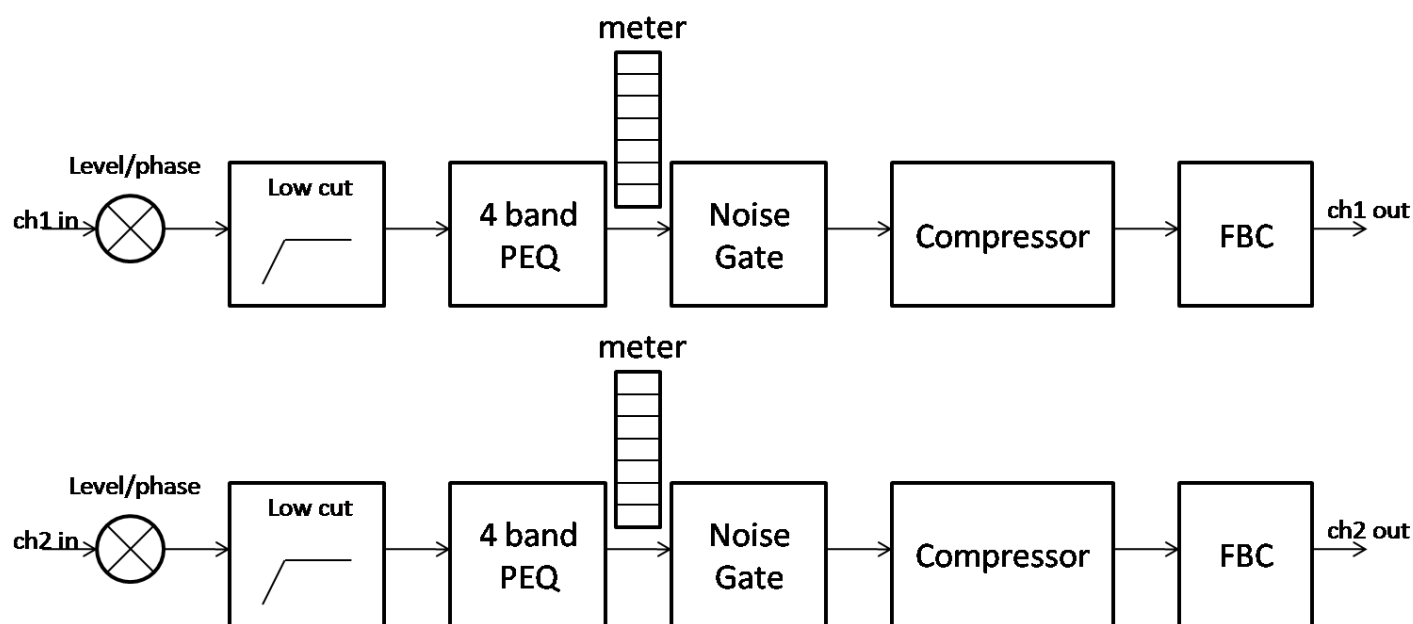 meter
Level/phase
ch1 in
Low cut
4 band
PEQ
Noise
Gate
Compressor
FBC
ch1 out
meter
Level/phase
ch2 in
Low cut
4 band
PEQ
Noise
Gate
Compressor
FBC
ch2 out